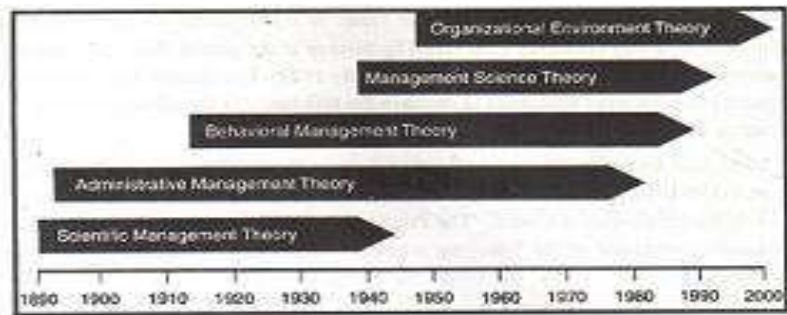 Organizational Environment Theory
Management Science Theory
Behavioral Management Theory
Administrative Management Theory
Scientific Management Theory
1890 1900 1910 1920 1930 1940 1950 1960 1970 1980 1990 2000